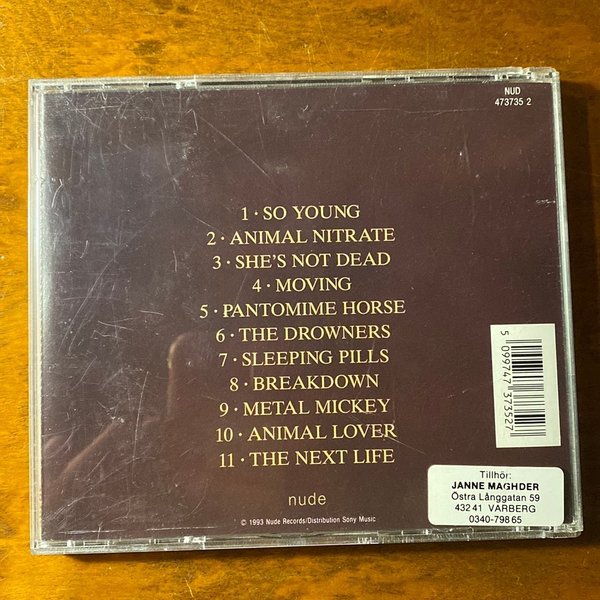 NUD
473735 2
1 · SO YOUNG
2 · ANIMAL NITRATE
3 · SHE'S NOT DEAD
4 · MOVING
5 · PANTOMIME HORSE
6 · THE DROWNERS
7 · SLEEPING PILLS
8 · BREAKDOWN
9 · METAL MICKEY
10 · ANIMAL LOVER
11 · THE NEXT LIFE
nude
© 1993 Nude Records/Distribution Sony Music
5 099747 373527
Tillhör:
JANNE MAGHDER
Östra Långgatan 59
432 41 VARBERG
0340-798 65